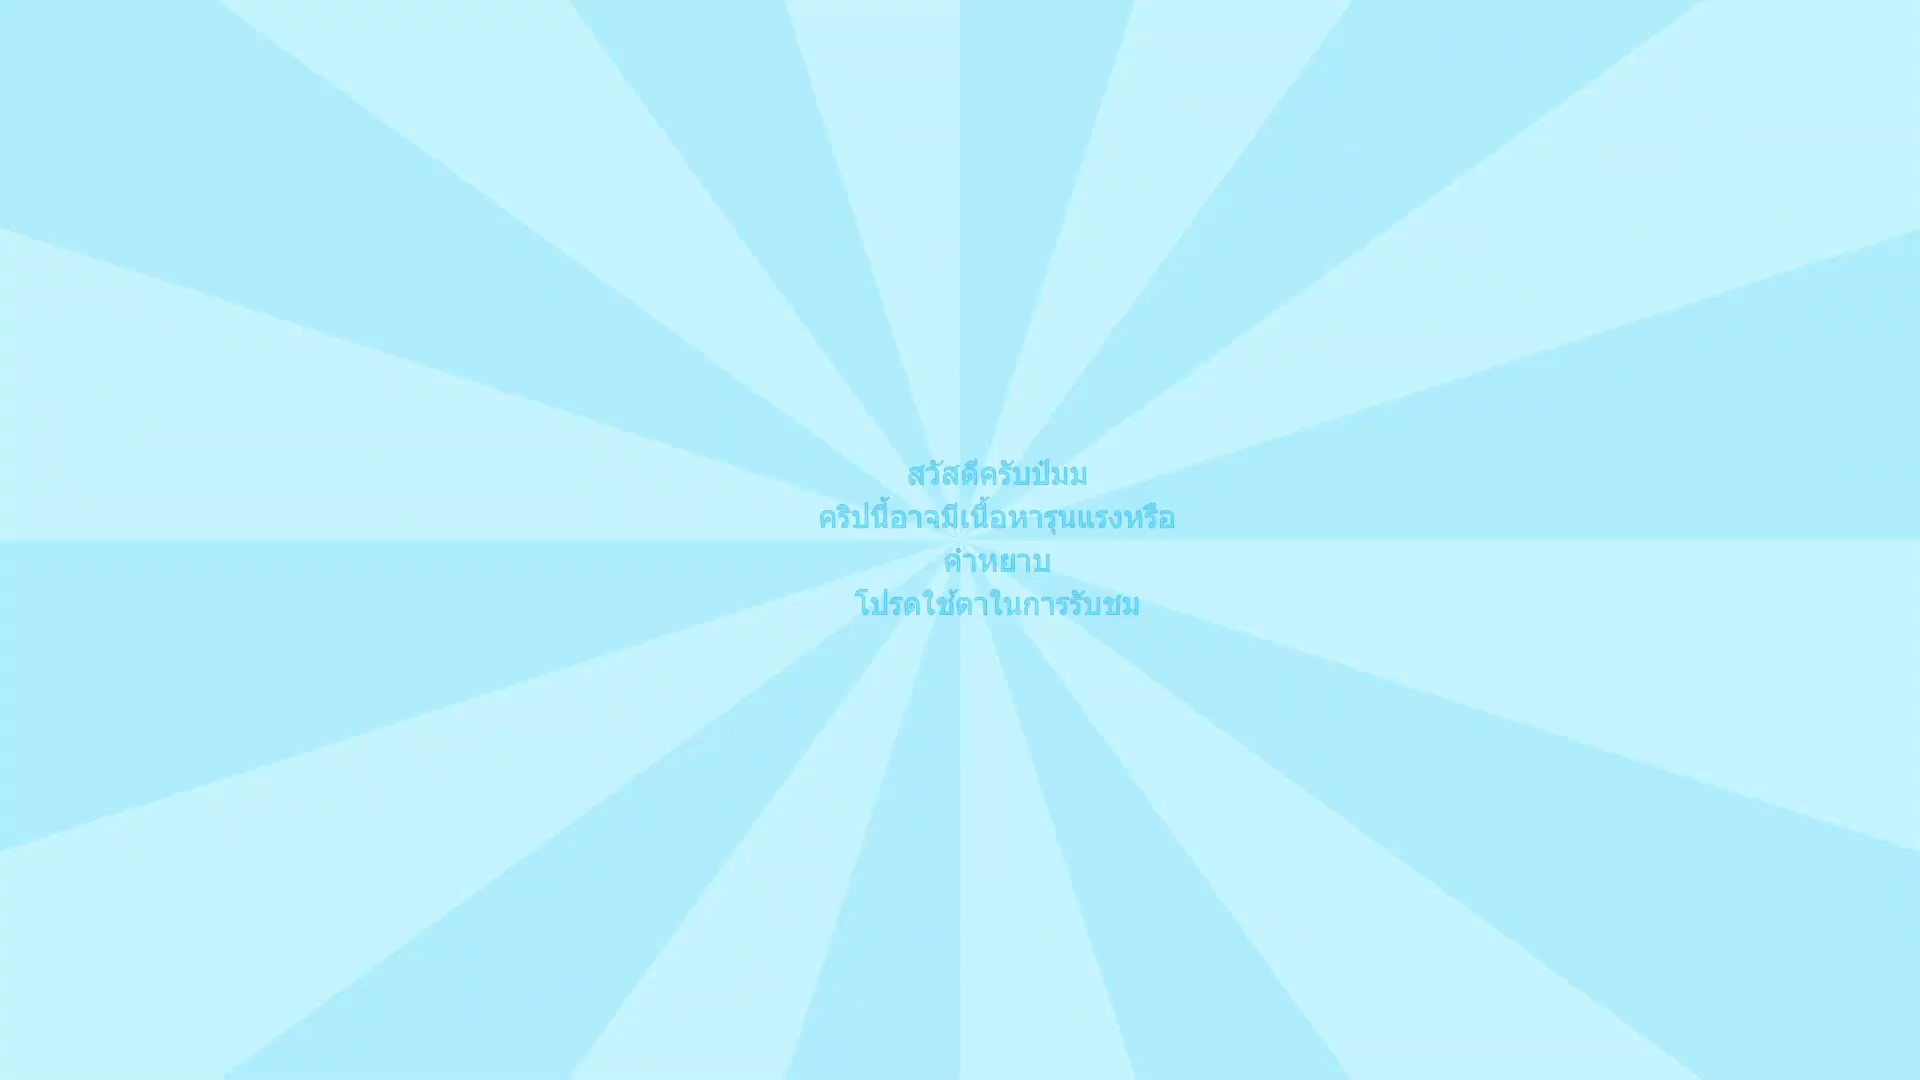 สวัสดีครับป๋มม
คริปนี้อาจมีเนื้อหารุนแรงหรือ
คำหยาบ
โปรดใช้ตาในการรับชม